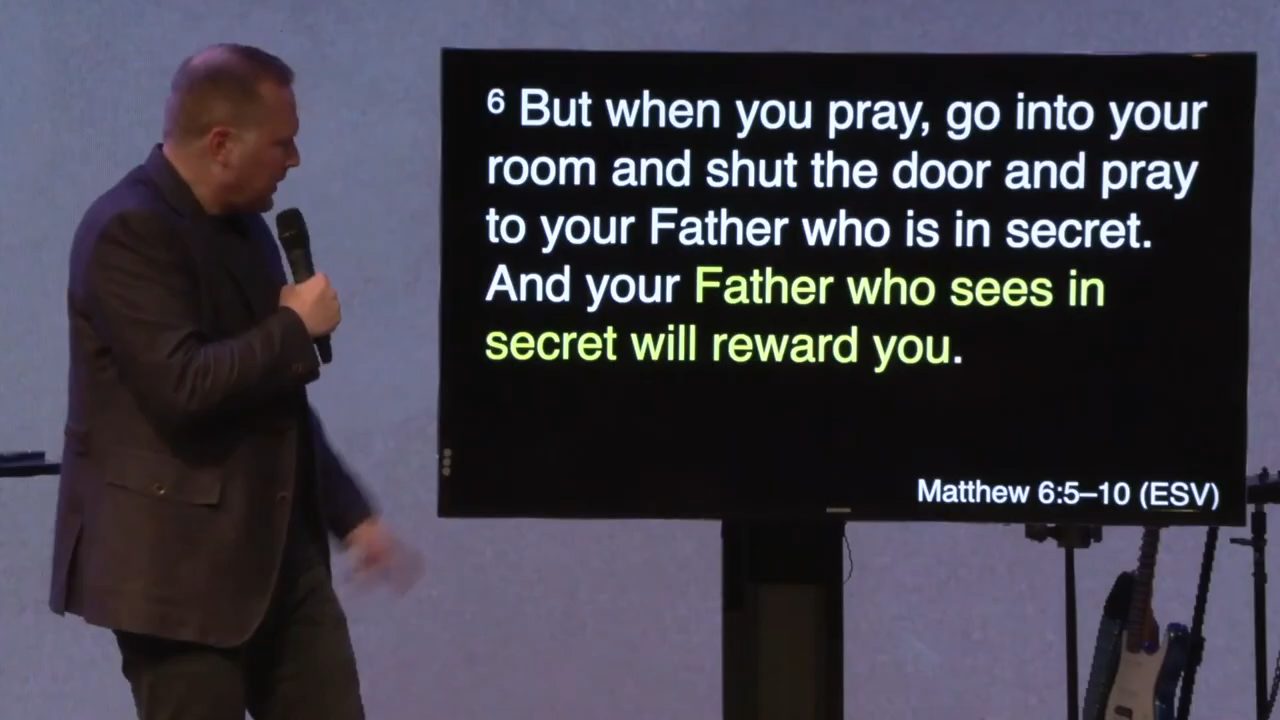 6 But when you pray, go into your
room and shut the door and pray
to your Father who is in secret.
And your Father who sees in
secret will reward you.
Matthew 6:5–10 (ESV)